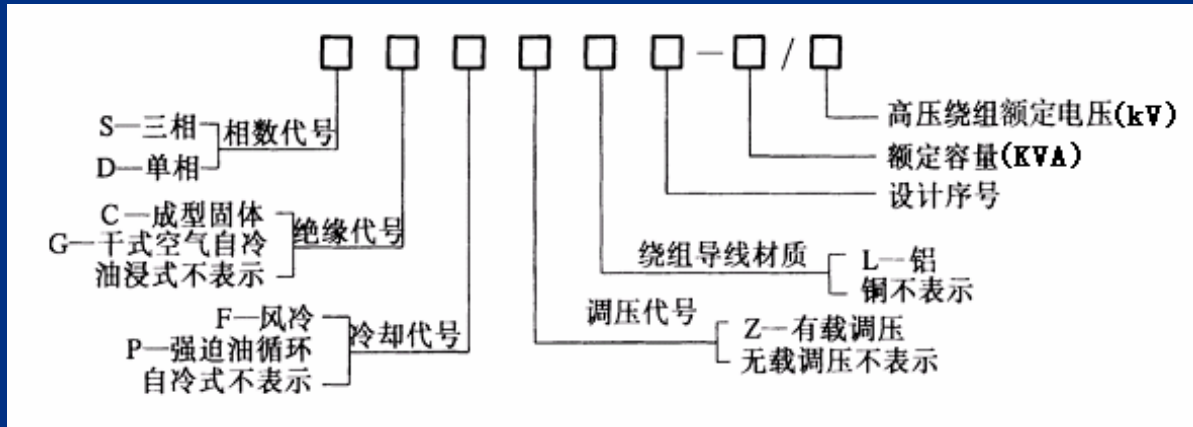 □ □ □ □ □ □ — □ / □
S—三相
D—单相
相数代号
C—成型固体
G—干式空气自冷
油浸式不表示
绝缘代号
F—风冷
P—强迫油循环
自冷式不表示
冷却代号
高压绕组额定电压(kV)
额定容量(KVA)
设计序号
绕组导线材质
L—铝
铜不表示
调压代号
Z—有载调压
无载调压不表示